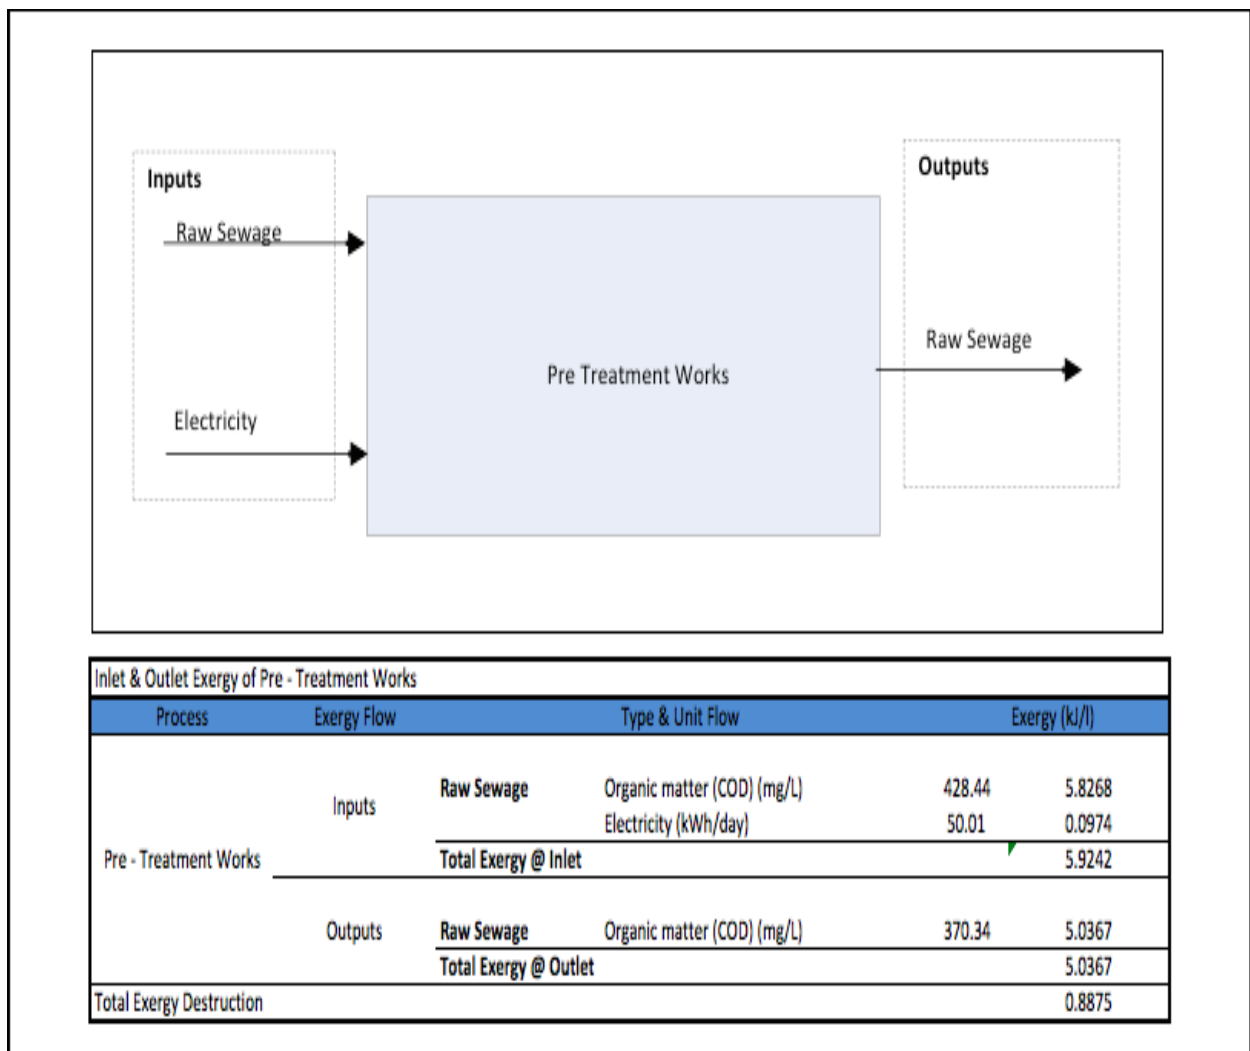 Inputs
Raw Sewage
Electricity
Pre Treatment Works
Outputs
Raw Sewage
Inlet & Outlet Exergy of Pre - Treatment Works
Process Exergy Flow Type & Unit Flow Exergy (kJ/l)
Inputs Raw Sewage Organic matter (COD) (mg/L) 428.44 5.8268
Electricity (kWh/day) 50.01 0.0974
Pre - Treatment Works Total Exergy @ Inlet 5.9242
Outputs Raw Sewage Organic matter (COD) (mg/L) 370.34 5.0367
Total Exergy @ Outlet 5.0367
Total Exergy Destruction 0.8875